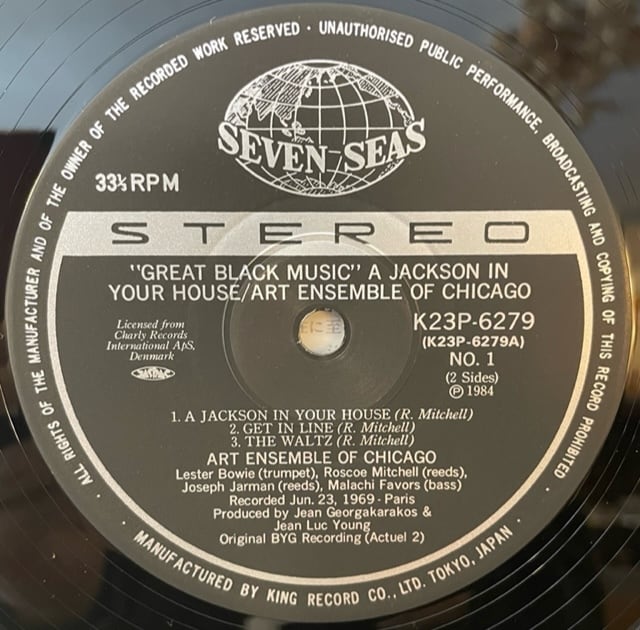 ALL RIGHTS OF THE MANUFACTURER AND OF THE OWNER OF THE RECORDED WORK RESERVED · UNAUTHORISED PUBLIC PERFORMANCE, BROADCASTING AND COPYING OF THIS RECORD PROHIBITED
SEVEN SEAS
33⅓ RPM
STEREO
"GREAT BLACK MUSIC" A JACKSON IN
YOUR HOUSE/ART ENSEMBLE OF CHICAGO
Licensed from
Charly Records
International ApS,
Denmark
K23P-6279
(K23P-6279A)
NO. 1
(2 Sides)
℗ 1984
1. A JACKSON IN YOUR HOUSE (R. Mitchell)
2. GET IN LINE (R. Mitchell)
3. THE WALTZ (R. Mitchell)
ART ENSEMBLE OF CHICAGO
Lester Bowie (trumpet), Roscoe Mitchell (reeds),
Joseph Jarman (reeds), Malachi Favors (bass)
Recorded Jun. 23, 1969 - Paris
Produced by Jean Georgakarakos &
Jean Luc Young
Original BYG Recording (Actuel 2)
· MANUFACTURED BY KING RECORD CO., LTD. TOKYO, JAPAN ·